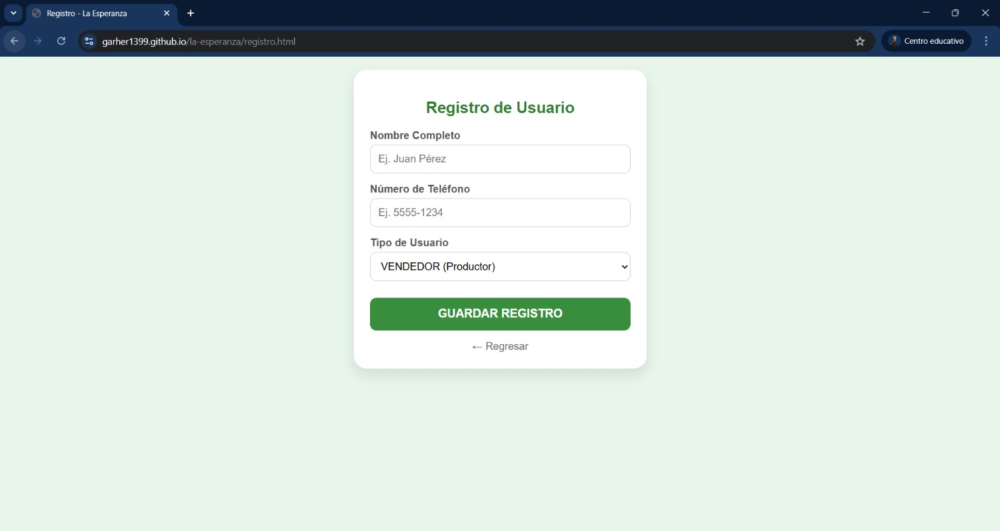 Registro - La Esperanza
garher1399.github.io/la-esperanza/registro.html
Centro educativo
Registro de Usuario
Nombre Completo
Ej. Juan Pérez
Número de Teléfono
Ej. 5555-1234
Tipo de Usuario
VENDEDOR (Productor)
GUARDAR REGISTRO
← Regresar